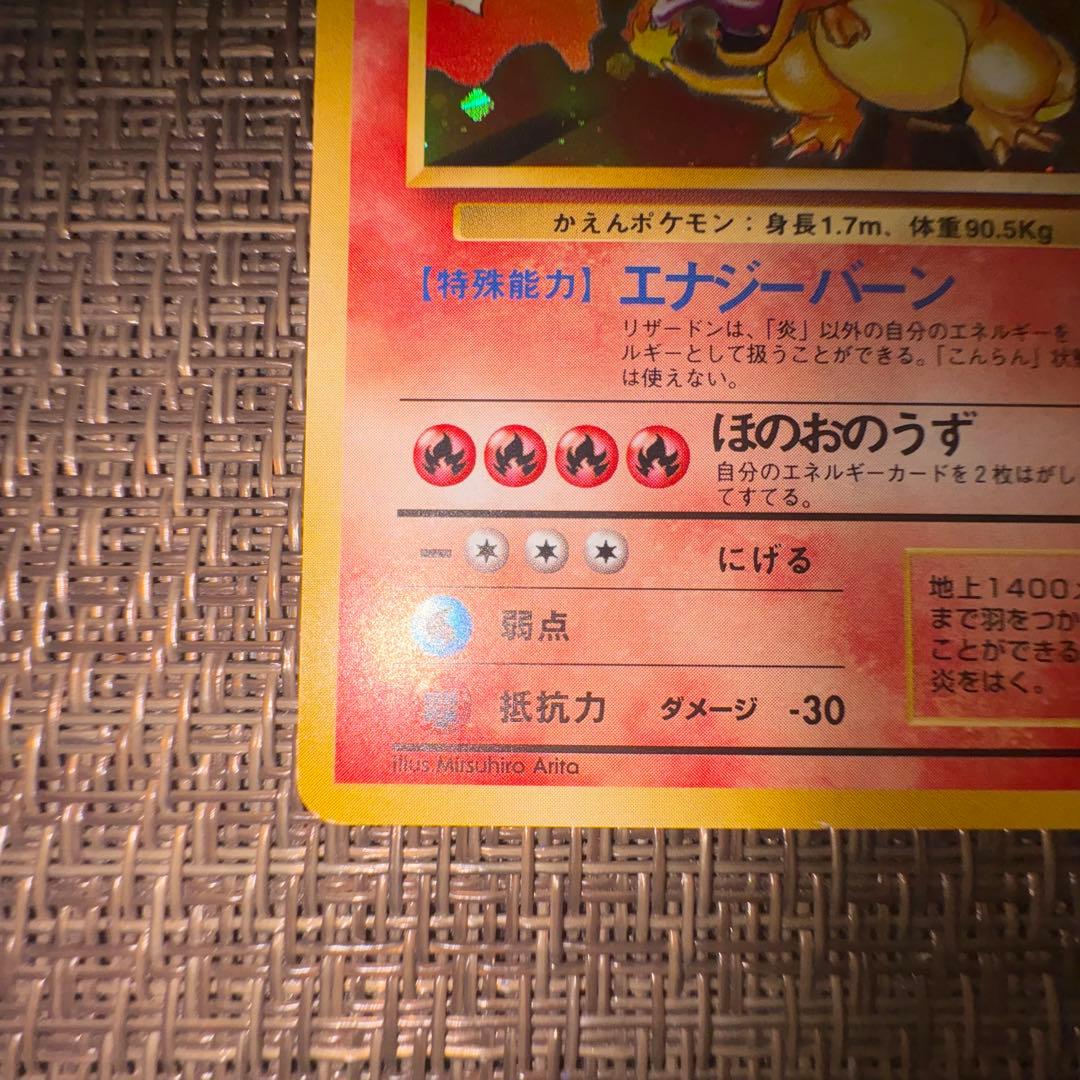 かえんポケモン：身長1.7m、体重90.5Kg
【特殊能力】 エナジーバーン
リザードンは、「炎」以外の自分のエネルギーを
ルギーとして扱うことができる。「こんらん」状態
は使えない。
ほのおのうず
自分のエネルギーカードを2枚はがし
てすてる。
にげる
弱点
抵抗力 ダメージ -30
地上1400メ
まで羽をつか
ことができる
炎をはく。
illus.Mitsuhiro Arita